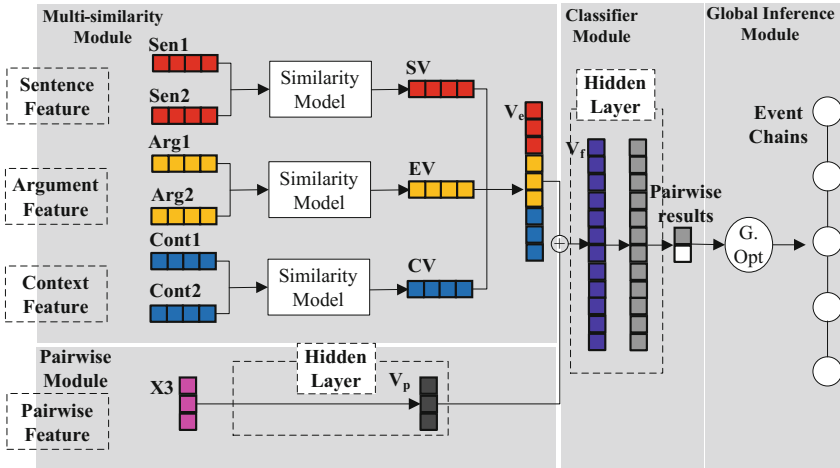 Multi-similarity
Module
Sentence
Feature
Sen1
Sen2
Similarity
Model
SV
Argument
Feature
Arg1
Arg2
Similarity
Model
EV
Context
Feature
Cont1
Cont2
Similarity
Model
CV
Ve
Pairwise
Module
Pairwise
Feature
X3
Hidden
Layer
Vp
Classifier
Module
Hidden
Layer
Vf
Pairwise
results
Global Inference
Module
G.
Opt
Event
Chains